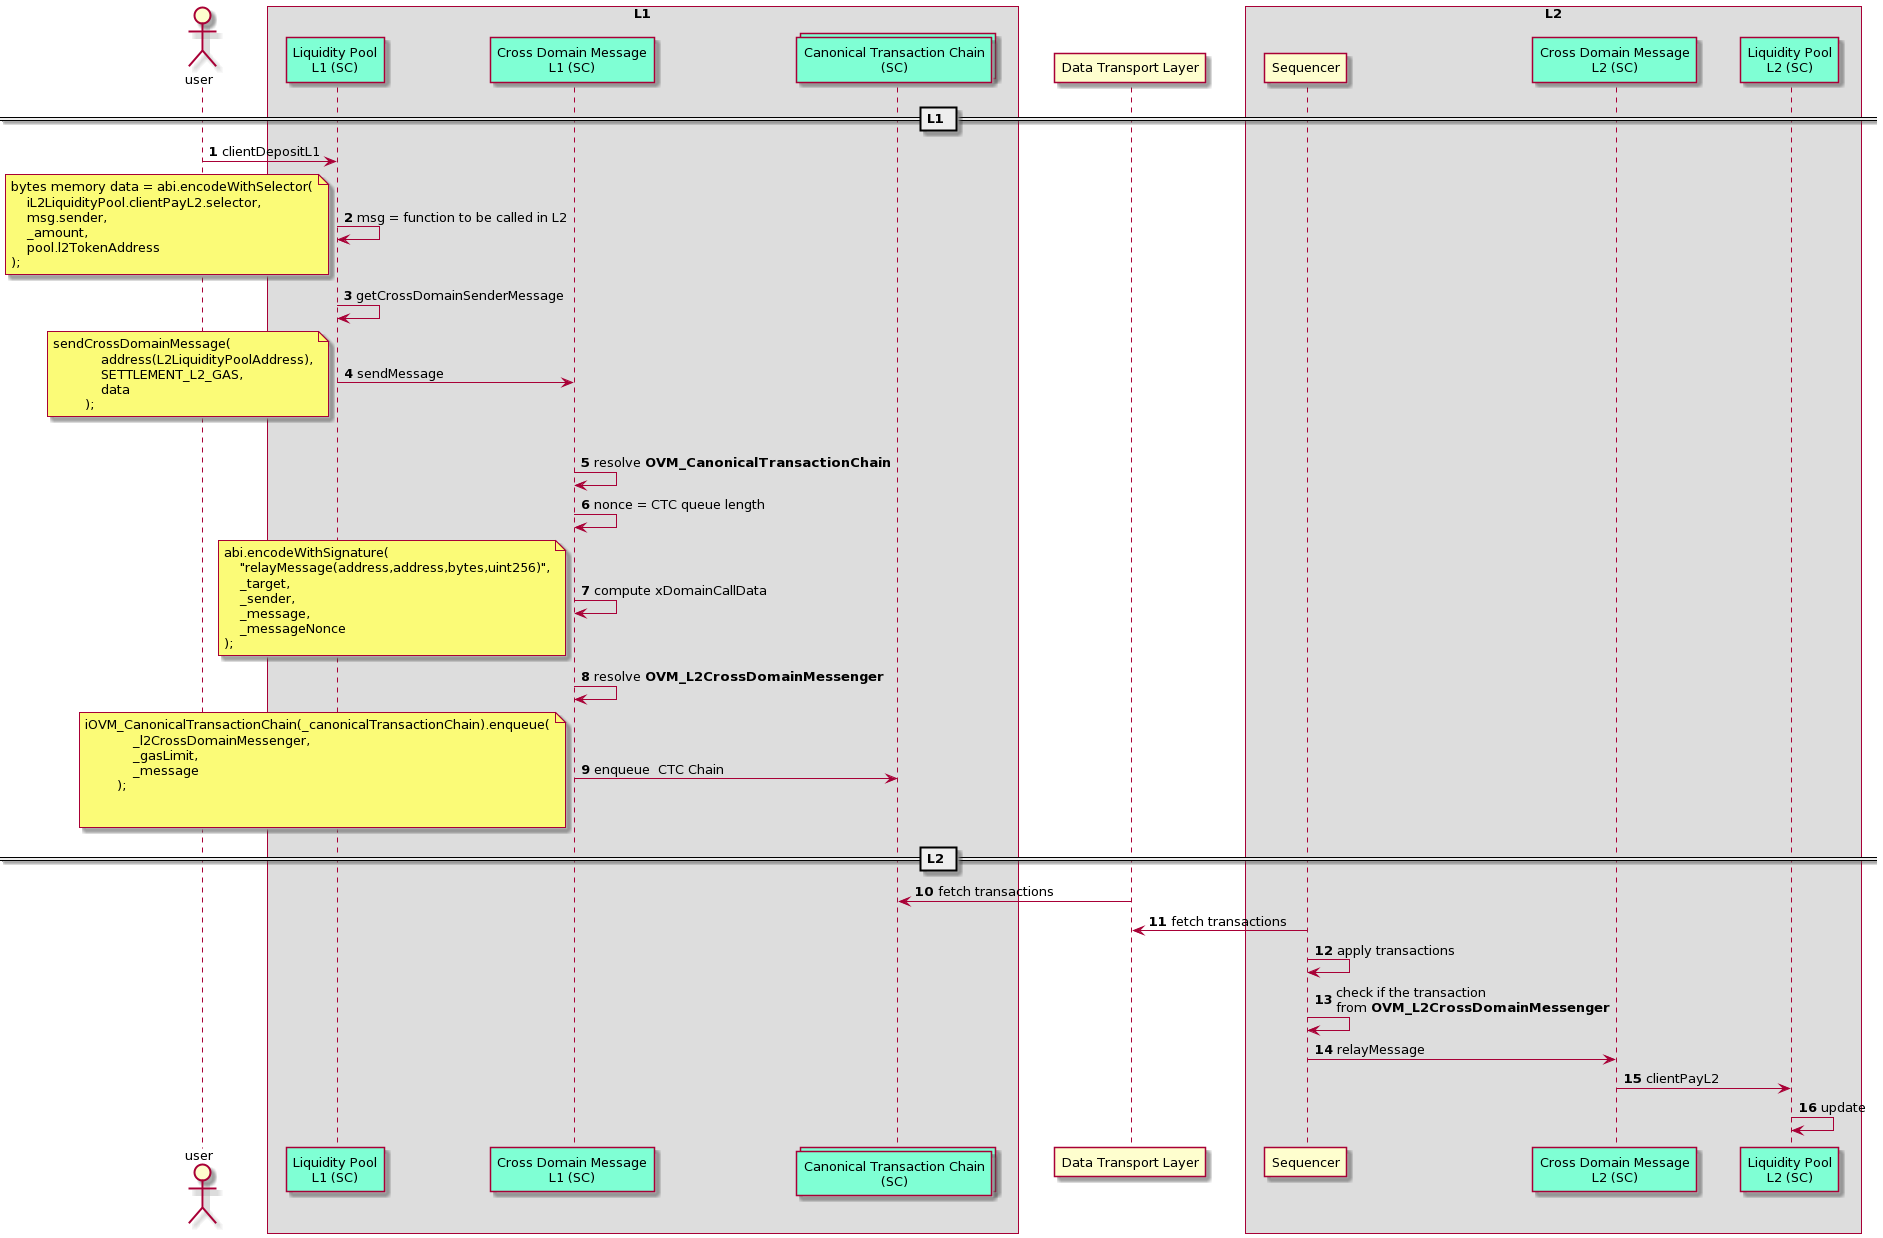 L1
L2
user
Liquidity Pool
L1 (SC)
Cross Domain Message
L1 (SC)
Canonical Transaction Chain
(SC)
Data Transport Layer
Sequencer
Cross Domain Message
L2 (SC)
Liquidity Pool
L2 (SC)
L1
1 clientDepositL1
bytes memory data = abi.encodeWithSelector(
iL2LiquidityPool.clientPayL2.selector,
msg.sender,
_amount,
pool.l2TokenAddress
);
2 msg = function to be called in L2
3 getCrossDomainSenderMessage
sendCrossDomainMessage(
address(L2LiquidityPoolAddress),
SETTLEMENT_L2_GAS,
data
);
4 sendMessage
5 resolve OVM_CanonicalTransactionChain
6 nonce = CTC queue length
abi.encodeWithSignature(
"relayMessage(address,address,bytes,uint256)",
_target,
_sender,
_message,
_messageNonce
);
7 compute xDomainCallData
8 resolve OVM_L2CrossDomainMessenger
iOVM_CanonicalTransactionChain(_canonicalTransactionChain).enqueue(
_l2CrossDomainMessenger,
_gasLimit,
_message
);
9 enqueue  CTC Chain
L2
10 fetch transactions
11 fetch transactions
12 apply transactions
13 check if the transaction
from OVM_L2CrossDomainMessenger
14 relayMessage
15 clientPayL2
16 update
user
Liquidity Pool
L1 (SC)
Cross Domain Message
L1 (SC)
Canonical Transaction Chain
(SC)
Data Transport Layer
Sequencer
Cross Domain Message
L2 (SC)
Liquidity Pool
L2 (SC)